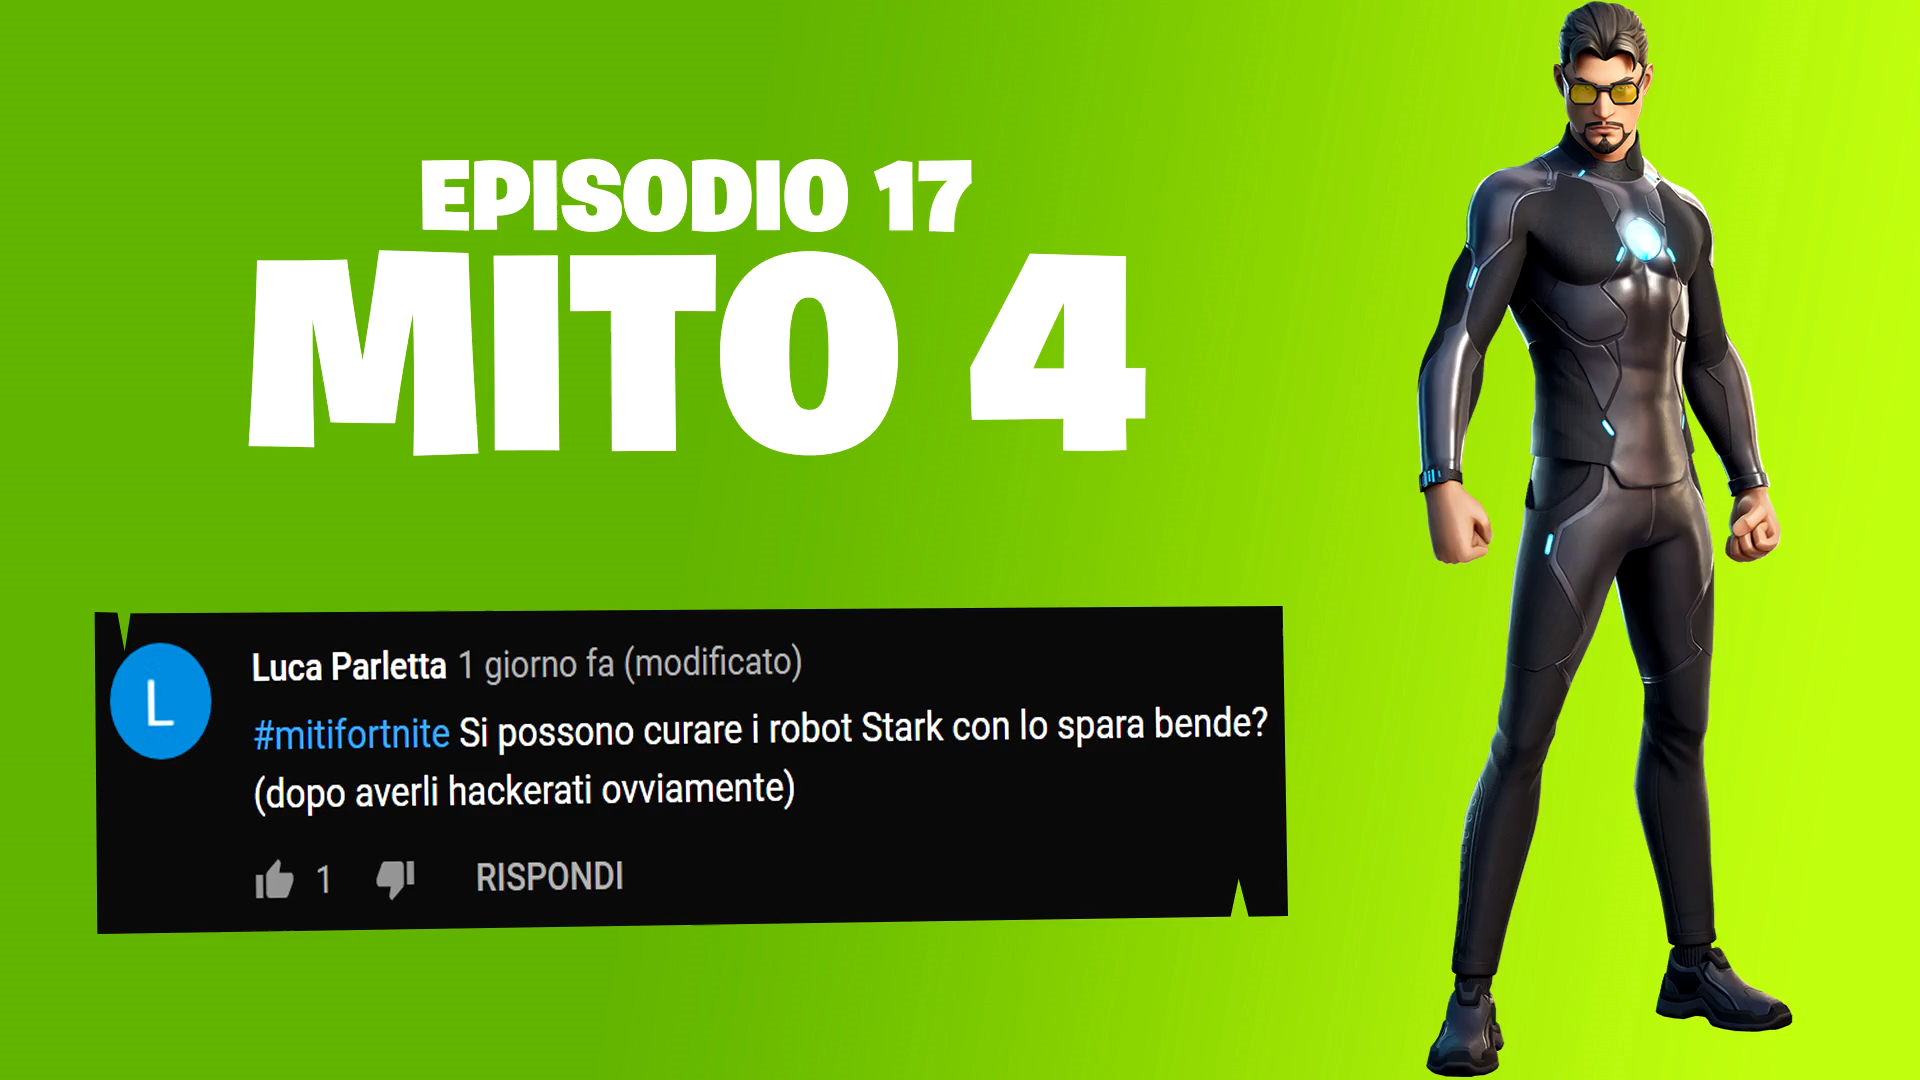 EPISODIO 17
MITO 4
L
Luca Parletta 1 giorno fa (modificato)
#mitifortnite Si possono curare i robot Stark con lo spara bende?
(dopo averli hackerati ovviamente)
1 RISPONDI